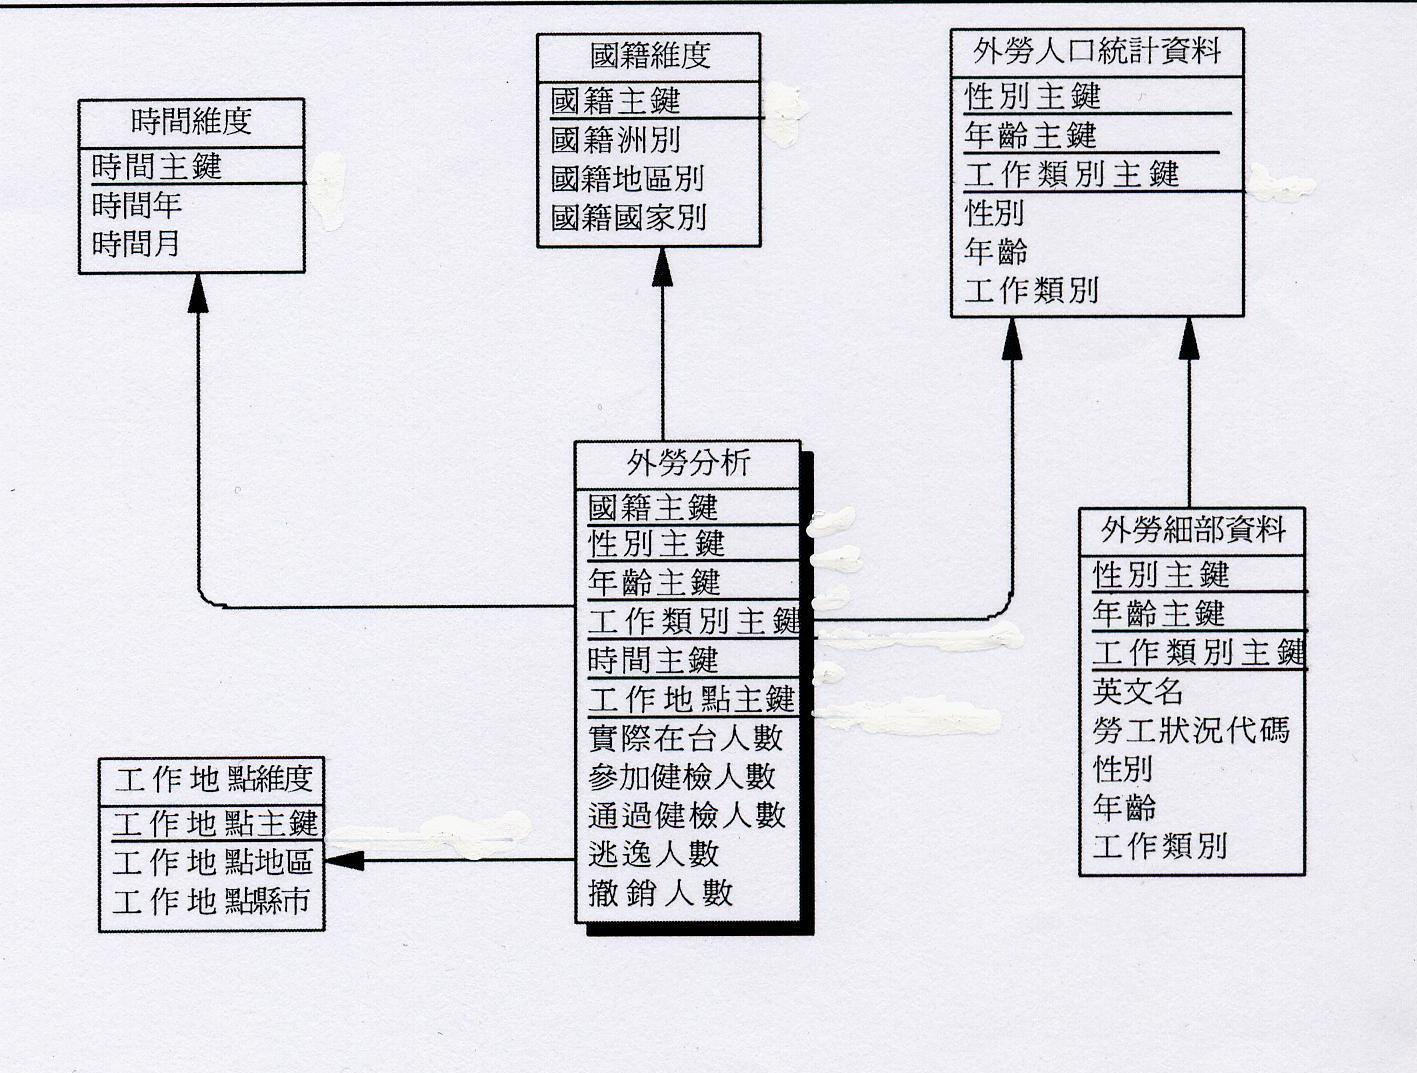 時間維度
時間主鍵
時間年
時間月
國籍維度
國籍主鍵
國籍洲別
國籍地區別
國籍國家別
外勞人口統計資料
性別主鍵
年齡主鍵
工作類別主鍵
性別
年齡
工作類別
外勞分析
國籍主鍵
性別主鍵
年齡主鍵
工作類別主鍵
時間主鍵
工作地點主鍵
實際在台人數
參加健檢人數
通過健檢人數
逃逸人數
撤銷人數
外勞細部資料
性別主鍵
年齡主鍵
工作類別主鍵
英文名
勞工狀況代碼
性別
年齡
工作類別
工作地點維度
工作地點主鍵
工作地點地區
工作地點縣市